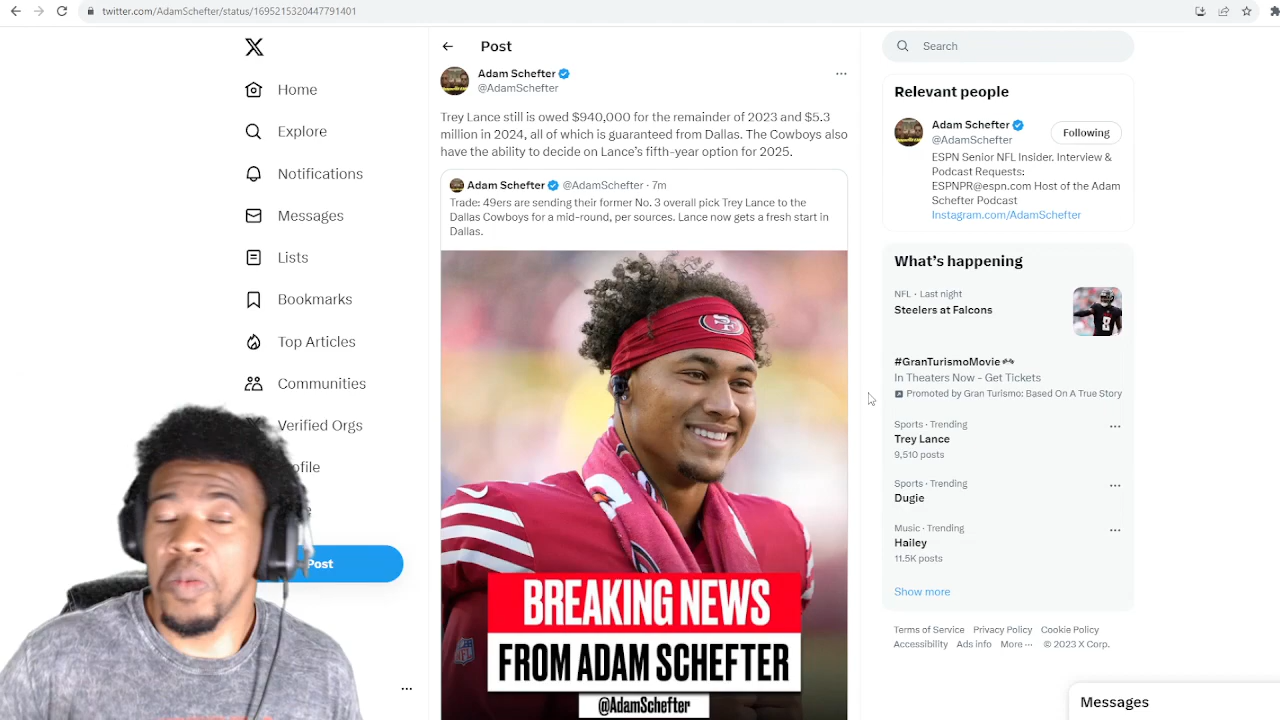 twitter.com/AdamSchefter/status/1695215320447791401
Home
Explore
Notifications
Messages
Lists
Bookmarks
Top Articles
Communities
Verified Orgs
ofile
Post
Post
Adam Schefter
@AdamSchefter
Trey Lance still is owed $940,000 for the remainder of 2023 and $5.3
million in 2024, all of which is guaranteed from Dallas. The Cowboys also
have the ability to decide on Lance’s fifth-year option for 2025.
Adam Schefter @AdamSchefter · 7m
Trade: 49ers are sending their former No. 3 overall pick Trey Lance to the
Dallas Cowboys for a mid-round, per sources. Lance now gets a fresh start in
Dallas.
SF
NFL
BREAKING NEWS
FROM ADAM SCHEFTER
@AdamSchefter
Search
Relevant people
Adam Schefter
@AdamSchefter
Following
ESPN Senior NFL Insider. Interview &
Podcast Requests:
ESPNPR@espn.com Host of the Adam
Schefter Podcast
Instagram.com/AdamSchefter
What’s happening
NFL · Last night
Steelers at Falcons
#GranTurismoMovie
In Theaters Now – Get Tickets
Promoted by Gran Turismo: Based On A True Story
Sports · Trending
Trey Lance
9,510 posts
Sports · Trending
Dugie
Music · Trending
Hailey
11.5K posts
Show more
Terms of Service Privacy Policy Cookie Policy
Accessibility Ads info More ··· © 2023 X Corp.
Messages